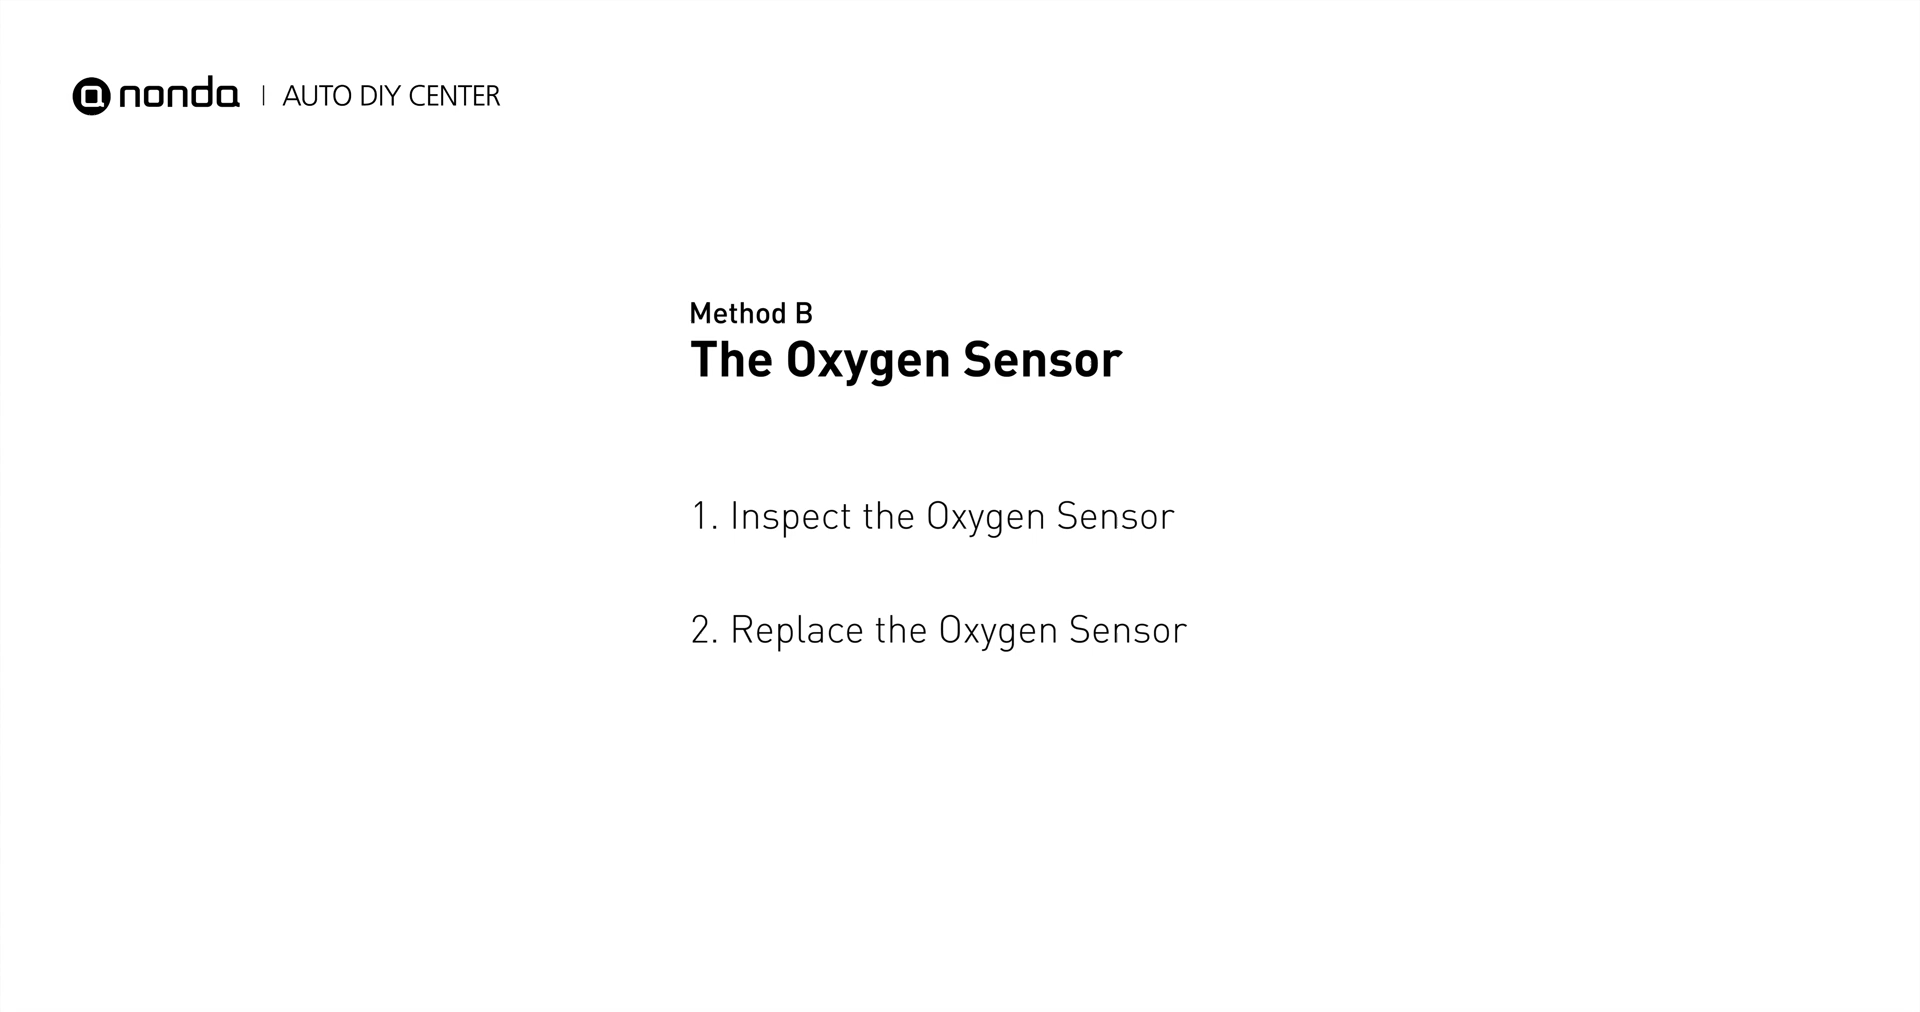 nonda | AUTO DIY CENTER
Method B
The Oxygen Sensor
1. Inspect the Oxygen Sensor
2. Replace the Oxygen Sensor